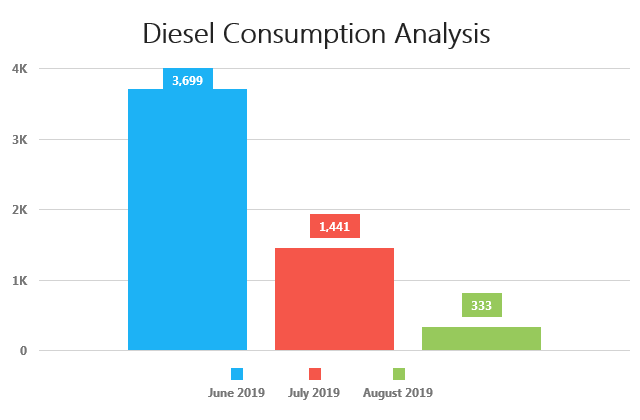 Diesel Consumption Analysis
4K
3,699
3K
2K
1,441
1K
333
0
June 2019 July 2019 August 2019